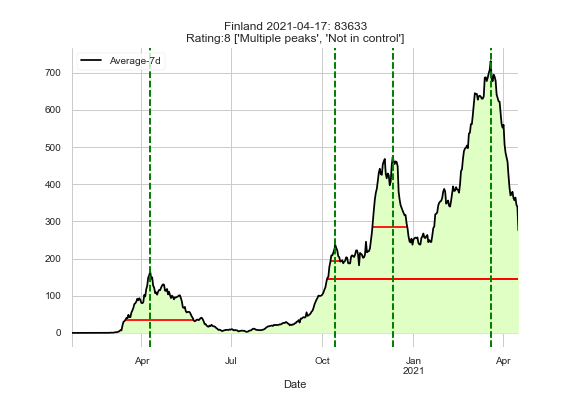 Finland 2021-04-17: 83633
Rating:8 ['Multiple peaks', 'Not in control']
Average-7d
700
600
500
400
300
200
100
0
Apr
Jul
Oct
Jan
2021
Apr
Date